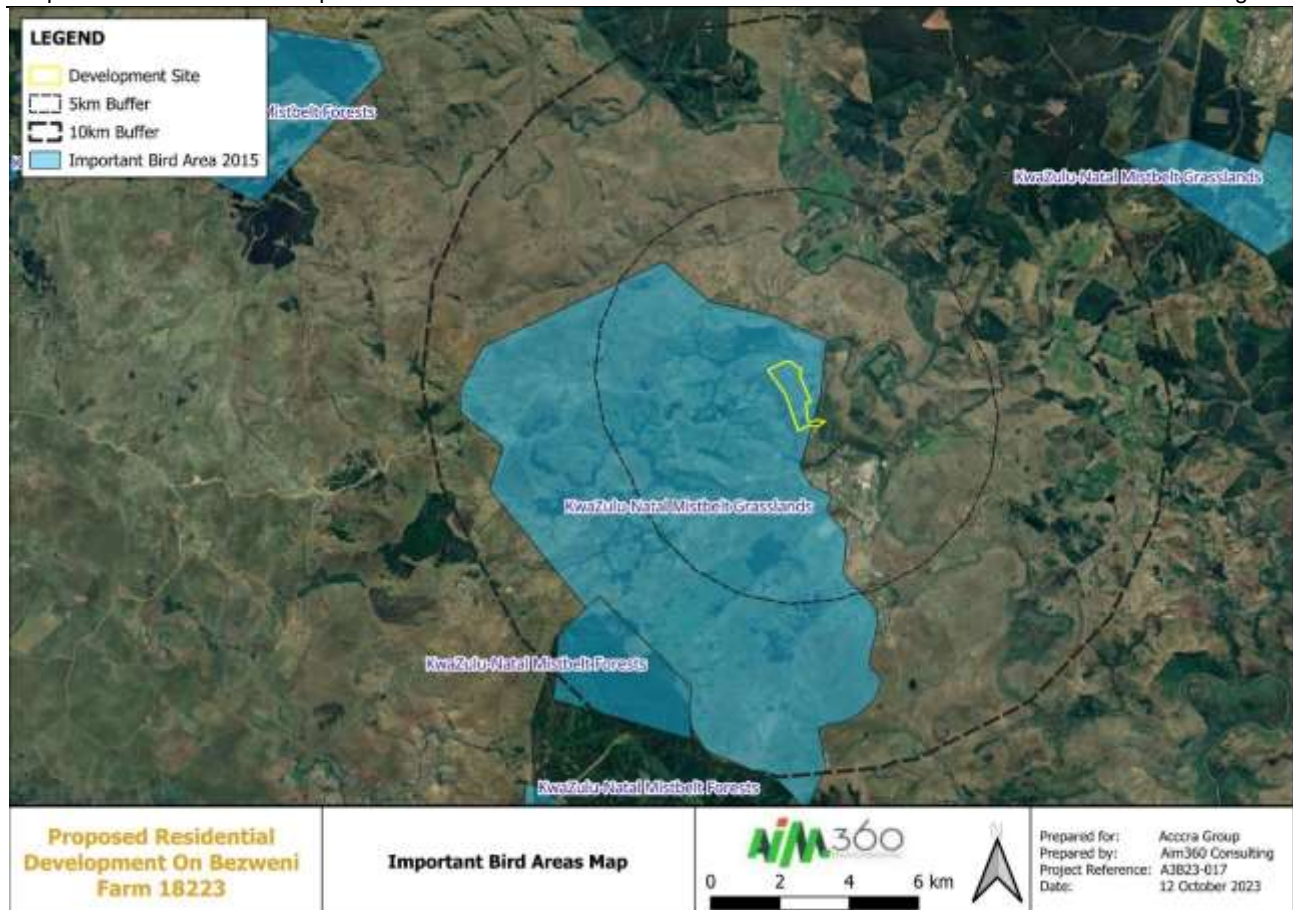 LEGEND
Development Site
5km Buffer
10km Buffer
Important Bird Area 2015
Mistbelt Forests
KwaZulu-Natal Mistbelt Grasslands
KwaZulu-Natal Mistbelt Grasslands
KwaZulu-Natal Mistbelt Forests
KwaZulu-Natal Mistbelt Forests
Proposed Residential
Development On Bezweni
Farm 18223
Important Bird Areas Map
AiM360
0 2 4 6 km
N
Prepared for: Acccra Group
Prepared by: Aim360 Consulting
Project Reference: A3B23-017
Date: 12 October 2023